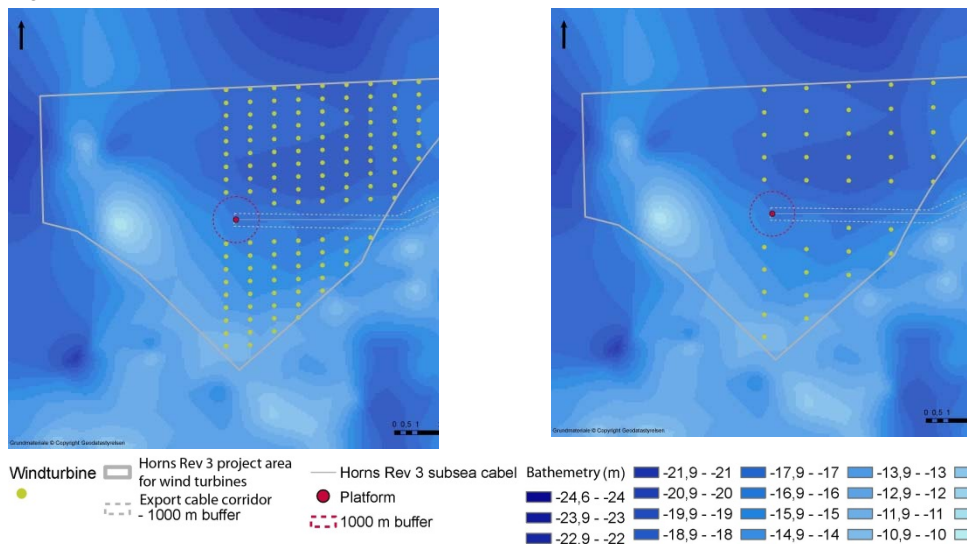 0 0,5 1
0 0,5 1
Grundmateriale © Copyright Geodatastyrelsen
Grundmateriale © Copyright Geodatastyrelsen
Windturbine
Horns Rev 3 project area
for wind turbines
Export cable corridor
- 1000 m buffer
Horns Rev 3 subsea cabel
Platform
1000 m buffer
Bathemetry (m)
-24,6 - -24
-23,9 - -23
-22,9 - -22
-21,9 - -21
-20,9 - -20
-19,9 - -19
-18,9 - -18
-17,9 - -17
-16,9 - -16
-15,9 - -15
-14,9 - -14
-13,9 - -13
-12,9 - -12
-11,9 - -11
-10,9 - -10